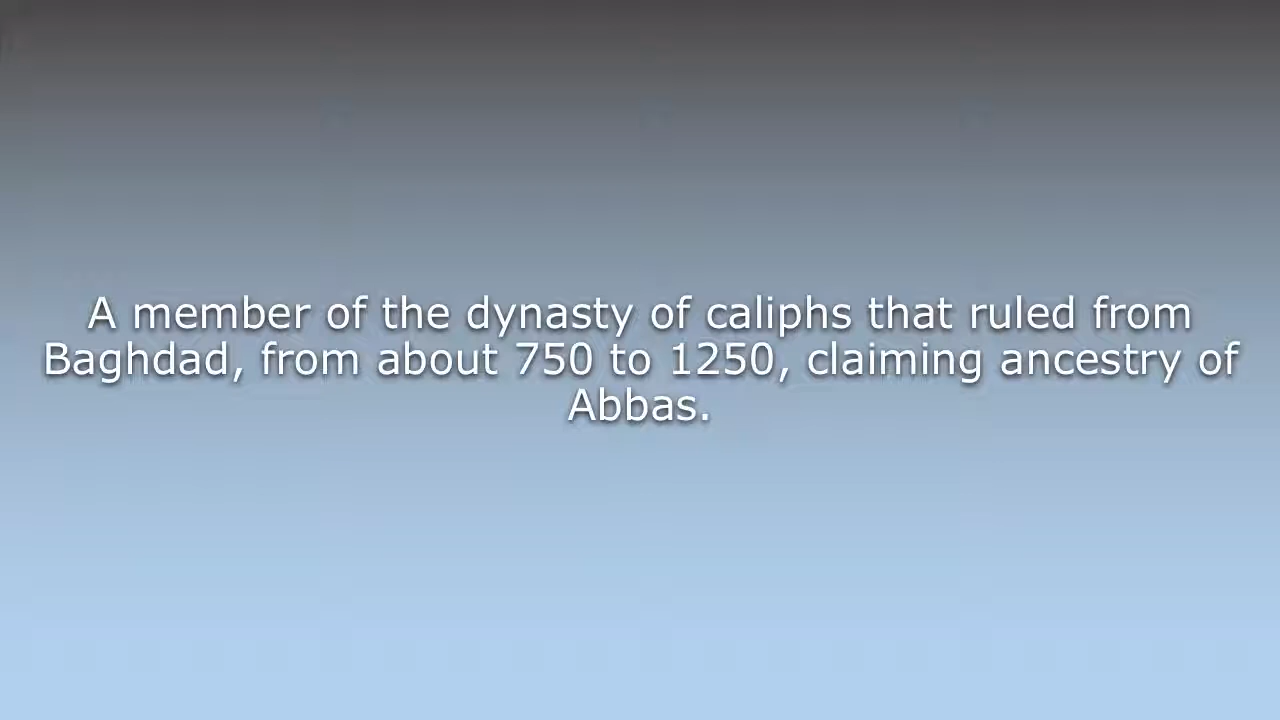 A member of the dynasty of caliphs that ruled from
Baghdad, from about 750 to 1250, claiming ancestry of
Abbas.